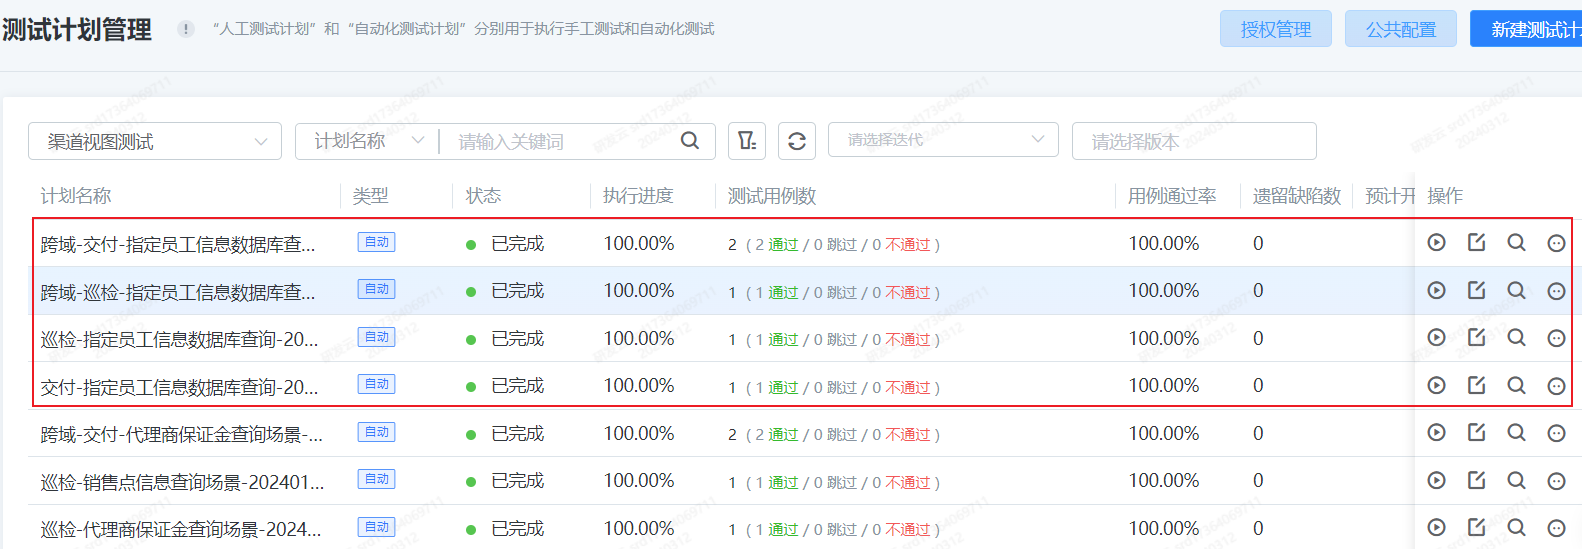 测试计划管理 “人工测试计划”和“自动化测试计划”分别用于执行手工测试和自动化测试 授权管理 公共配置 新建测试计
渠道视图测试 计划名称 请输入关键词 请选择迭代 请选择版本
计划名称 类型 状态 执行进度 测试用例数 用例通过率 遗留缺陷数 预计开 操作
跨域-交付-指定员工信息数据库查... 自动 已完成 100.00% 2 ( 2 通过 / 0 跳过 / 0 不通过 ) 100.00% 0
跨域-巡检-指定员工信息数据库查... 自动 已完成 100.00% 1 ( 1 通过 / 0 跳过 / 0 不通过 ) 100.00% 0
巡检-指定员工信息数据库查询-20... 自动 已完成 100.00% 1 ( 1 通过 / 0 跳过 / 0 不通过 ) 100.00% 0
交付-指定员工信息数据库查询-20... 自动 已完成 100.00% 1 ( 1 通过 / 0 跳过 / 0 不通过 ) 100.00% 0
跨域-交付-代理商保证金查询场景-... 自动 已完成 100.00% 2 ( 2 通过 / 0 跳过 / 0 不通过 ) 100.00% 0
巡检-销售点信息查询场景-202401... 自动 已完成 100.00% 1 ( 1 通过 / 0 跳过 / 0 不通过 ) 100.00% 0
巡检-代理商保证金查询场景-2024... 自动 已完成 100.00% 1 ( 1 通过 / 0 跳过 / 0 不通过 ) 100.00% 0
研发云 srd17364069711
20240312